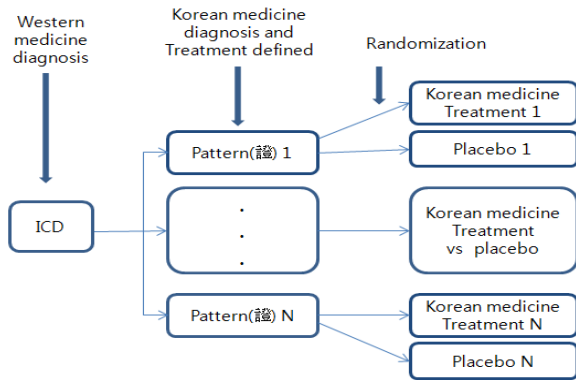 Western
medicine
diagnosis
Korean medicine
diagnosis and
Treatment defined
Randomization
ICD
Pattern(證) 1
.
.
.
Pattern(證) N
Korean medicine
Treatment 1
Placebo 1
Korean medicine
Treatment
vs placebo
Korean medicine
Treatment N
Placebo N